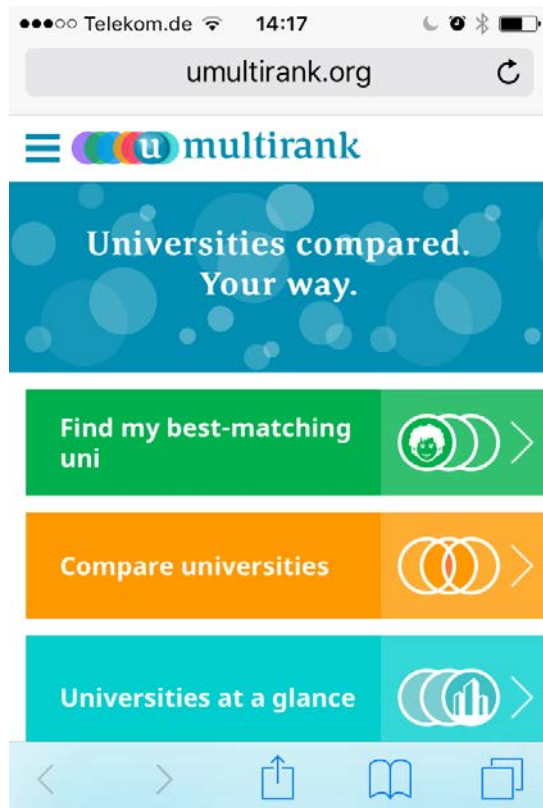 Telekom.de 14:17
umultirank.org
u multirank
Universities compared.
Your way.
Find my best-matching
uni
Compare universities
Universities at a glance